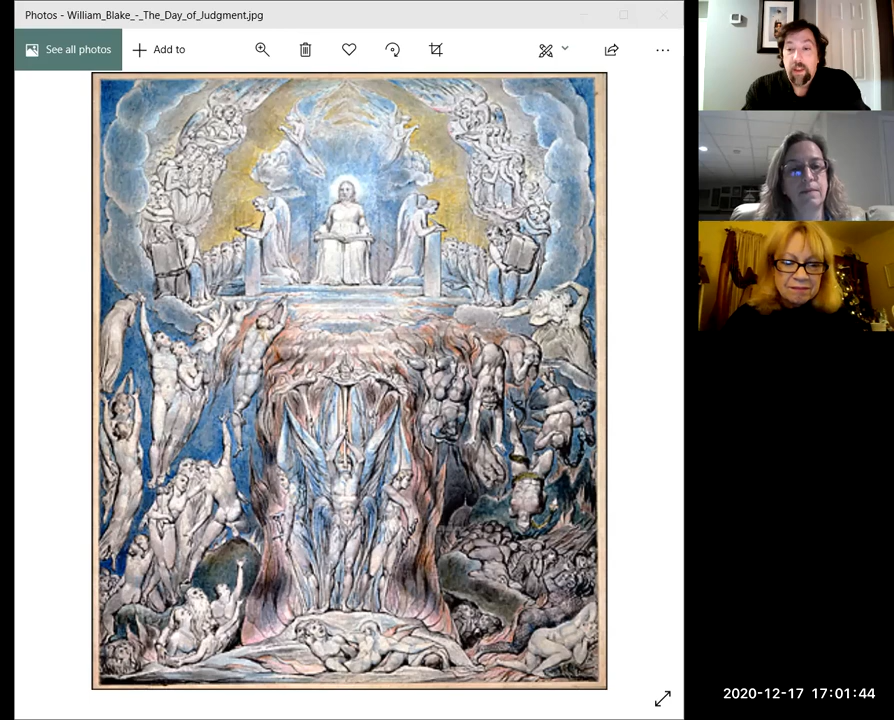 Photos - William_Blake_-_The_Day_of_Judgment.jpg
See all photos
Add to
2020-12-17 17:01:44